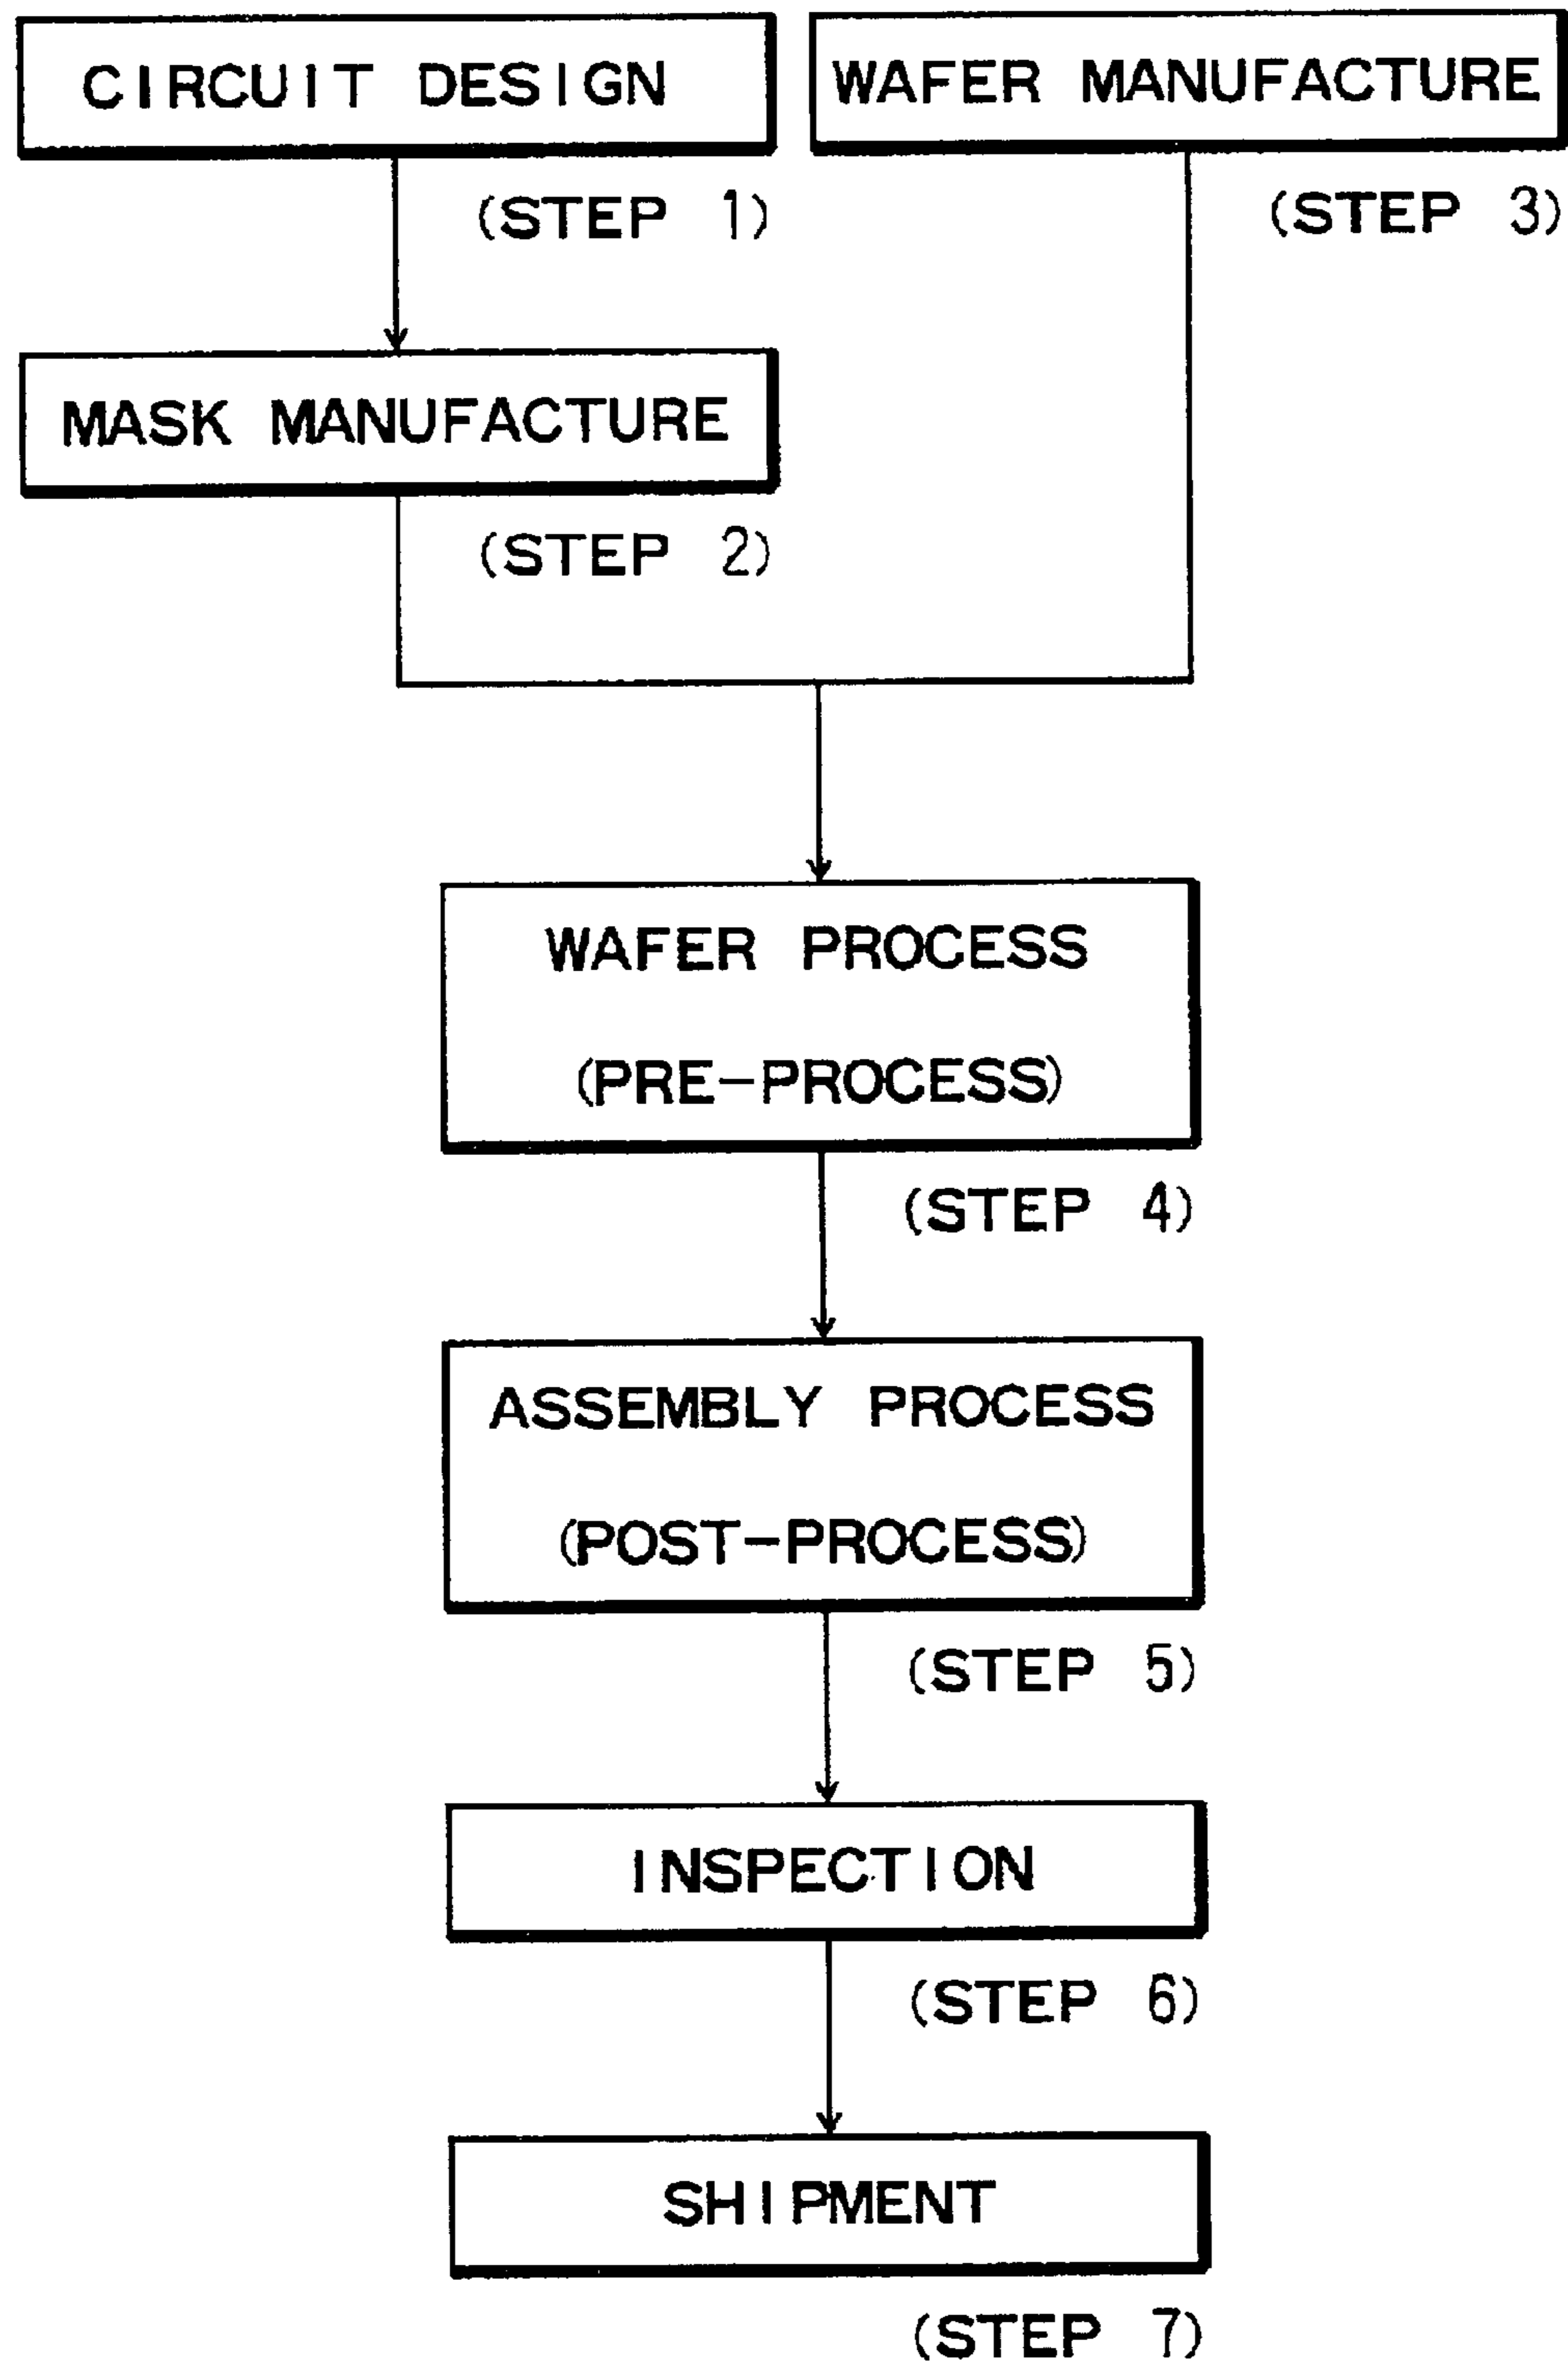 CIRCUIT DESIGN
(STEP 1)
WAFER MANUFACTURE
(STEP 3)
MASK MANUFACTURE
(STEP 2)
WAFER PROCESS
(PRE-PROCESS)
(STEP 4)
ASSEMBLY PROCESS
(POST-PROCESS)
(STEP 5)
INSPECTION
(STEP 6)
SHIPMENT
(STEP 7)